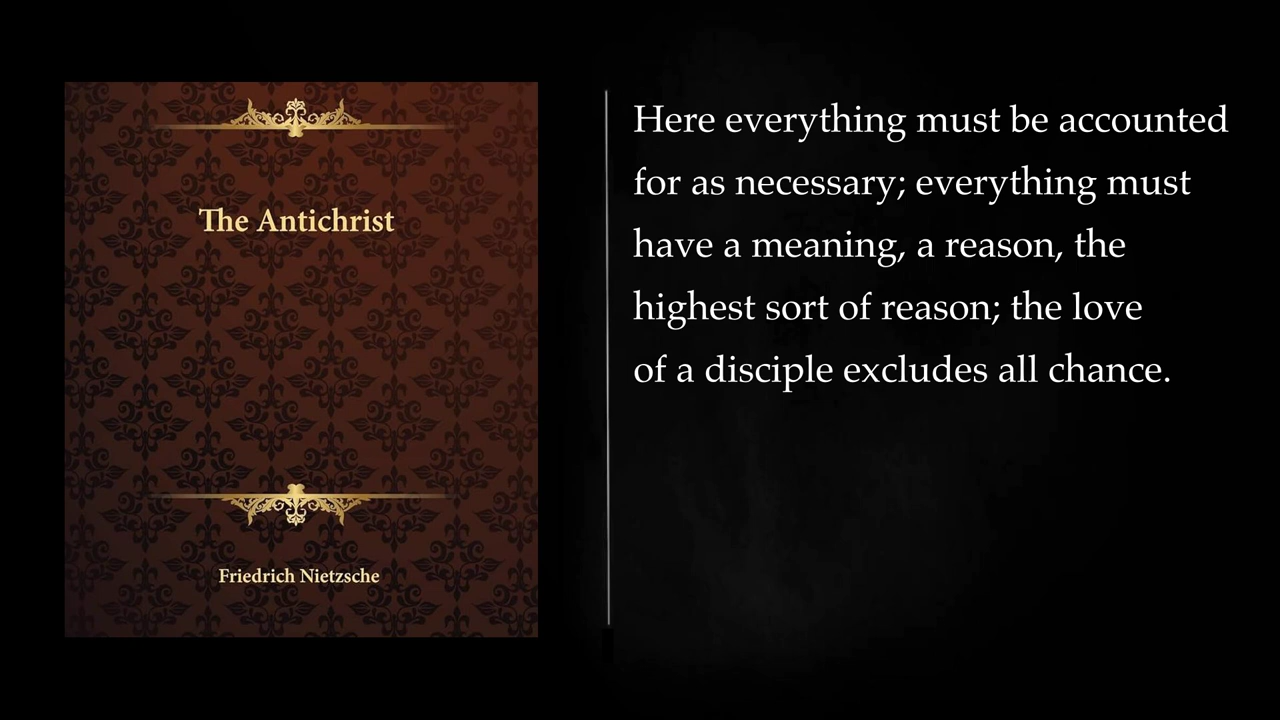 The Antichrist
Friedrich Nietzsche
Here everything must be accounted
for as necessary; everything must
have a meaning, a reason, the
highest sort of reason; the love
of a disciple excludes all chance.